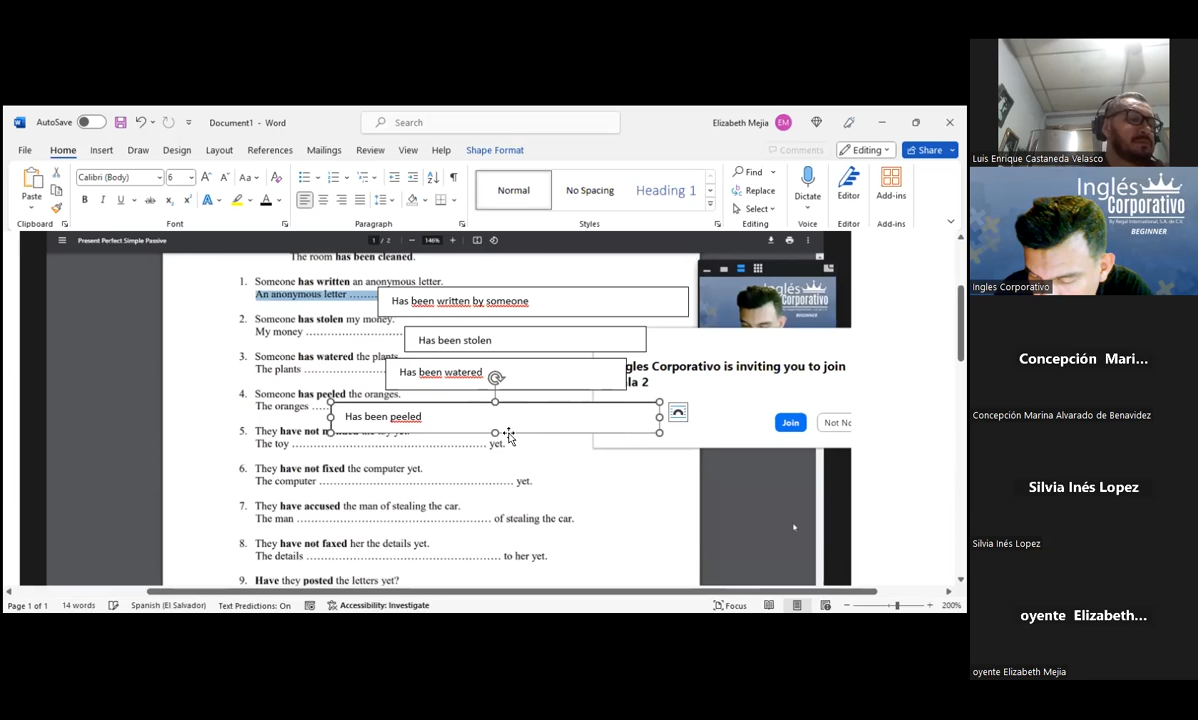 AutoSave
Document1 - Word
Search
Elizabeth Mejia
EM
File Home Insert Draw Design Layout References Mailings Review View Help Shape Format
Comments
Editing
Share
Paste
Calibri (Body)
6
Normal
No Spacing
Heading 1
Find
Replace
Select
Dictate
Editor
Add-ins
Clipboard
Font
Paragraph
Styles
Editing
Voice
Editor
Add-ins
Present Perfect Simple Passive
1 / 2
146%
The room has been cleaned.
1. Someone has written an anonymous letter.
An anonymous letter ........
Has been written by someone
2. Someone has stolen my money.
My money ........................
Has been stolen
3. Someone has watered the plants
The plants ........................
Has been watered
4. Someone has peeled the oranges.
The oranges ....
Has been peeled
5. They have not
The toy ........................................................ yet.
6. They have not fixed the computer yet.
The computer ................................................ yet.
7. They have accused the man of stealing the car.
The man ........................................................ of stealing the car.
8. They have not faxed her the details yet.
The details ........................................................ to her yet.
9. Have they posted the letters yet?
Inglés
Corporativo
gles Corporativo is inviting you to join
la 2
Join
Not No
Page 1 of 1
14 words
Spanish (El Salvador)
Text Predictions: On
Accessibility: Investigate
Focus
200%
Luis Enrique Castaneda Velasco
Inglés
Corporativo
By Regal International, S.A. de C.V.
BEGINNER
Ingles Corporativo
Concepción Mari...
Concepción Marina Alvarado de Benavidez
Silvia Inés Lopez
Silvia Inés Lopez
oyente Elizabeth...
oyente Elizabeth Mejia